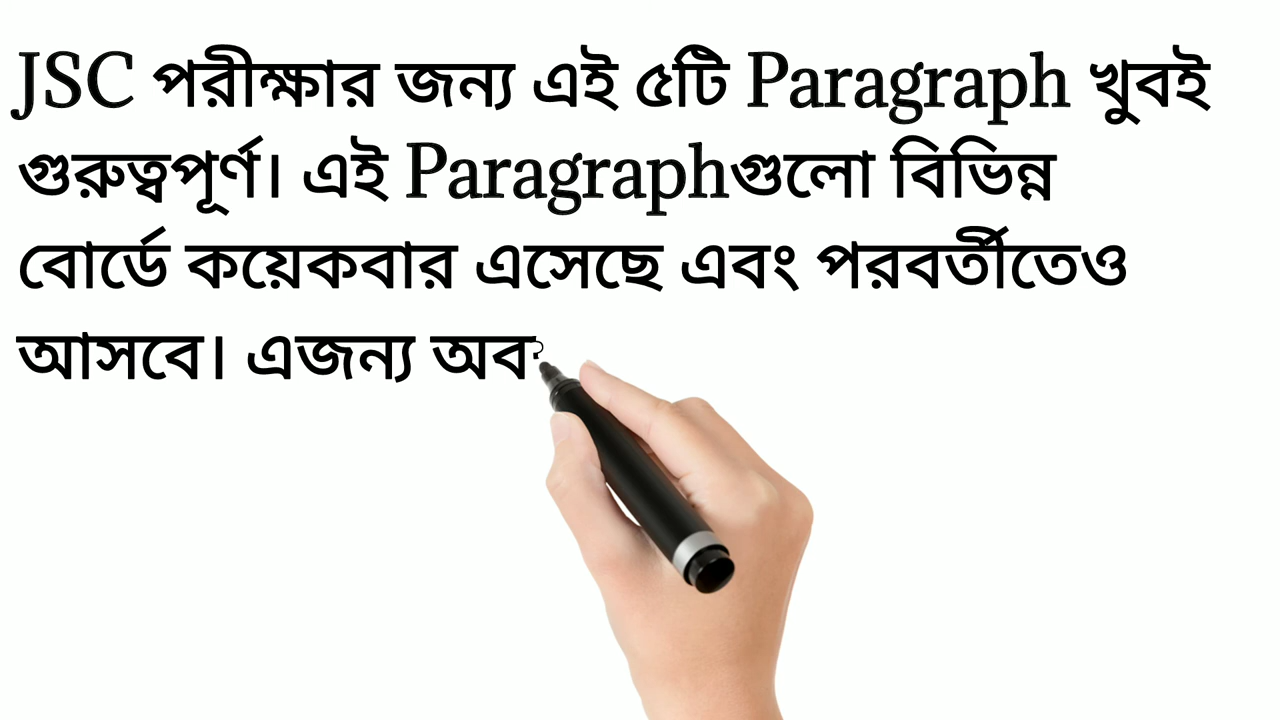 JSC পরীক্ষার জন্য এই ৫টি Paragraph খুবই
গুরুত্বপূর্ণ। এই Paragraphগুলো বিভিন্ন
বোর্ডে কয়েকবার এসেছে এবং পরবর্তীতেও
আসবে। এজন্য অব